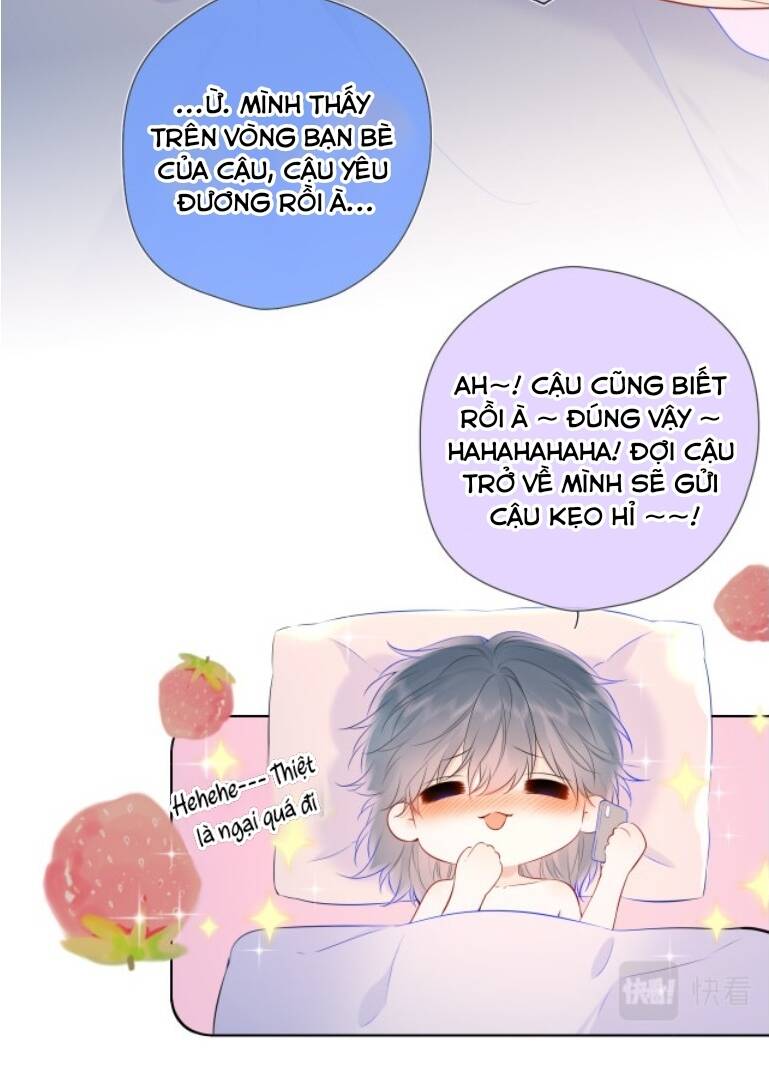 ...Ừ. MÌNH THẤY
TRÊN VÒNG BẠN BÈ
CỦA CẬU, CẬU YÊU
ĐƯƠNG RỒI À...
AH~! CẬU CŨNG BIẾT
RỒI À ~ ĐÚNG VẬY ~
HAHAHAHAHA! ĐỢI CẬU
TRỞ VỀ MÌNH SẼ GỬI
CẬU KẸO HỈ ~~!
Hehehe--- Thiệt
là ngại quá đi
快看! 快看